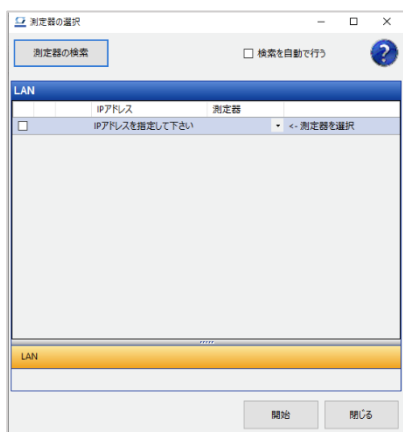 測定器の選択
測定器の検索
検索を自動で行う
?
LAN
IPアドレス 測定器
IPアドレスを指定して下さい <- 測定器を選択
LAN
開始 閉じる